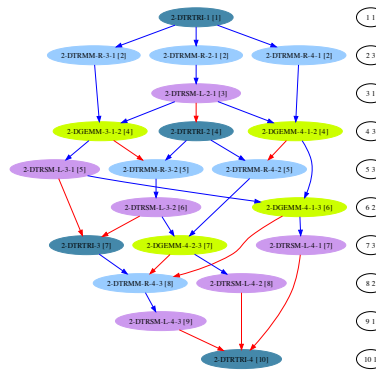 2-DTRTRI-1 [1] 1 1
2-DTRMM-R-3-1 [2] 2-DTRMM-R-2-1 [2] 2-DTRMM-R-4-1 [2] 2 3
2-DTRSM-L-2-1 [3] 3 1
2-DGEMM-3-1-2 [4] 2-DTRTRI-2 [4] 2-DGEMM-4-1-2 [4] 4 3
2-DTRSM-L-3-1 [5] 2-DTRMM-R-3-2 [5] 2-DTRMM-R-4-2 [5] 5 3
2-DTRSM-L-3-2 [6] 2-DGEMM-4-1-3 [6] 6 2
2-DTRTRI-3 [7] 2-DGEMM-4-2-3 [7] 2-DTRSM-L-4-1 [7] 7 3
2-DTRMM-R-4-3 [8] 2-DTRSM-L-4-2 [8] 8 2
2-DTRSM-L-4-3 [9] 9 1
2-DTRTRI-4 [10] 10 1